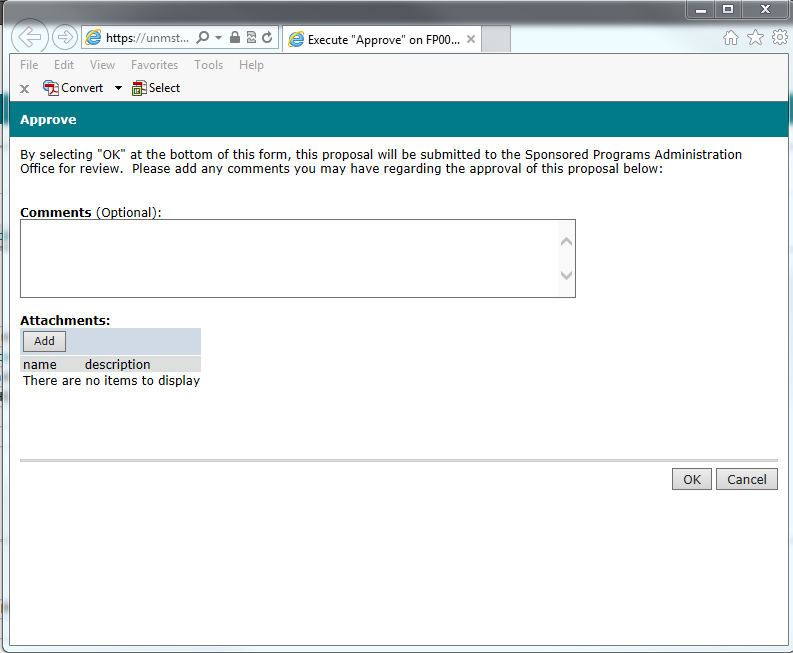 https://unmst...
Execute "Approve" on FP00...
File Edit View Favorites Tools Help
x Convert Select
Approve
By selecting "OK" at the bottom of this form, this proposal will be submitted to the Sponsored Programs Administration
Office for review.  Please add any comments you may have regarding the approval of this proposal below:
Comments (Optional):
Attachments:
Add
name description
There are no items to display
OK Cancel